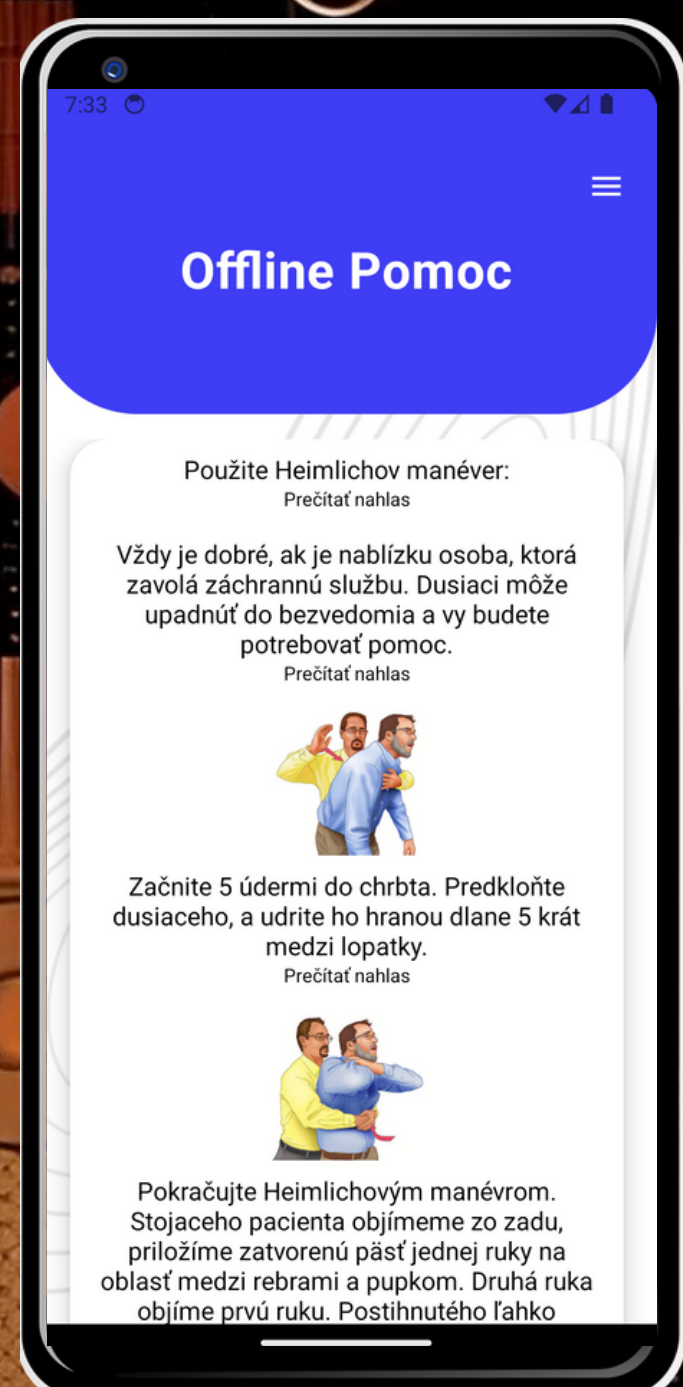 7:33
Offline Pomoc
Použite Heimlichov manéver:
Prečítať nahlas
Vždy je dobré, ak je nablízku osoba, ktorá
zavolá záchrannú službu. Dusiaci môže
upadnúť do bezvedomia a vy budete
potrebovať pomoc.
Prečítať nahlas
Začnite 5 údermi do chrbta. Predkloňte
dusiaceho, a udrite ho hranou dlane 5 krát
medzi lopatky.
Prečítať nahlas
Pokračujte Heimlichovým manévrom.
Stojaceho pacienta objímeme zo zadu,
priložíme zatvorenú päsť jednej ruky na
oblasť medzi rebrami a pupkom. Druhá ruka
objíme prvú ruku. Postihnutého ľahko